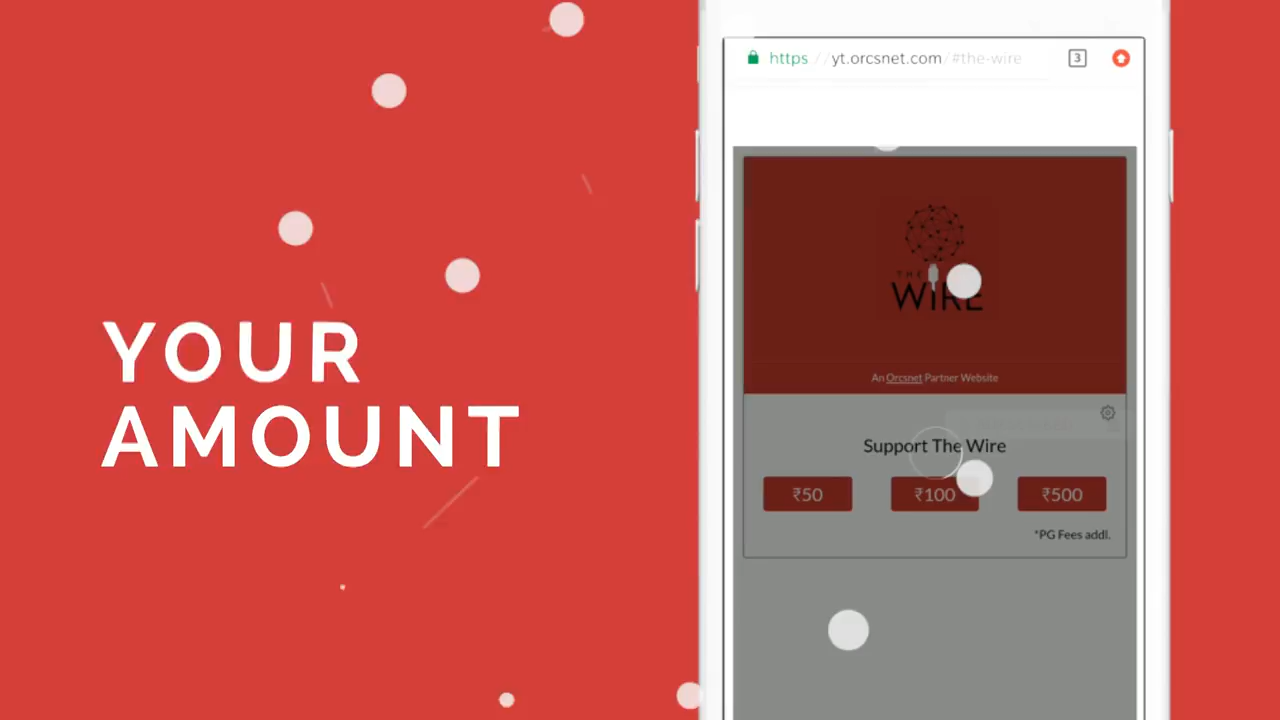 YOUR
AMOUNT
https://yt.orcsnet.com/#the-wire
3
THE
WIRE
An Orcsnet Partner Website
Support The Wire
₹50 ₹100 ₹500
*PG Fees addl.